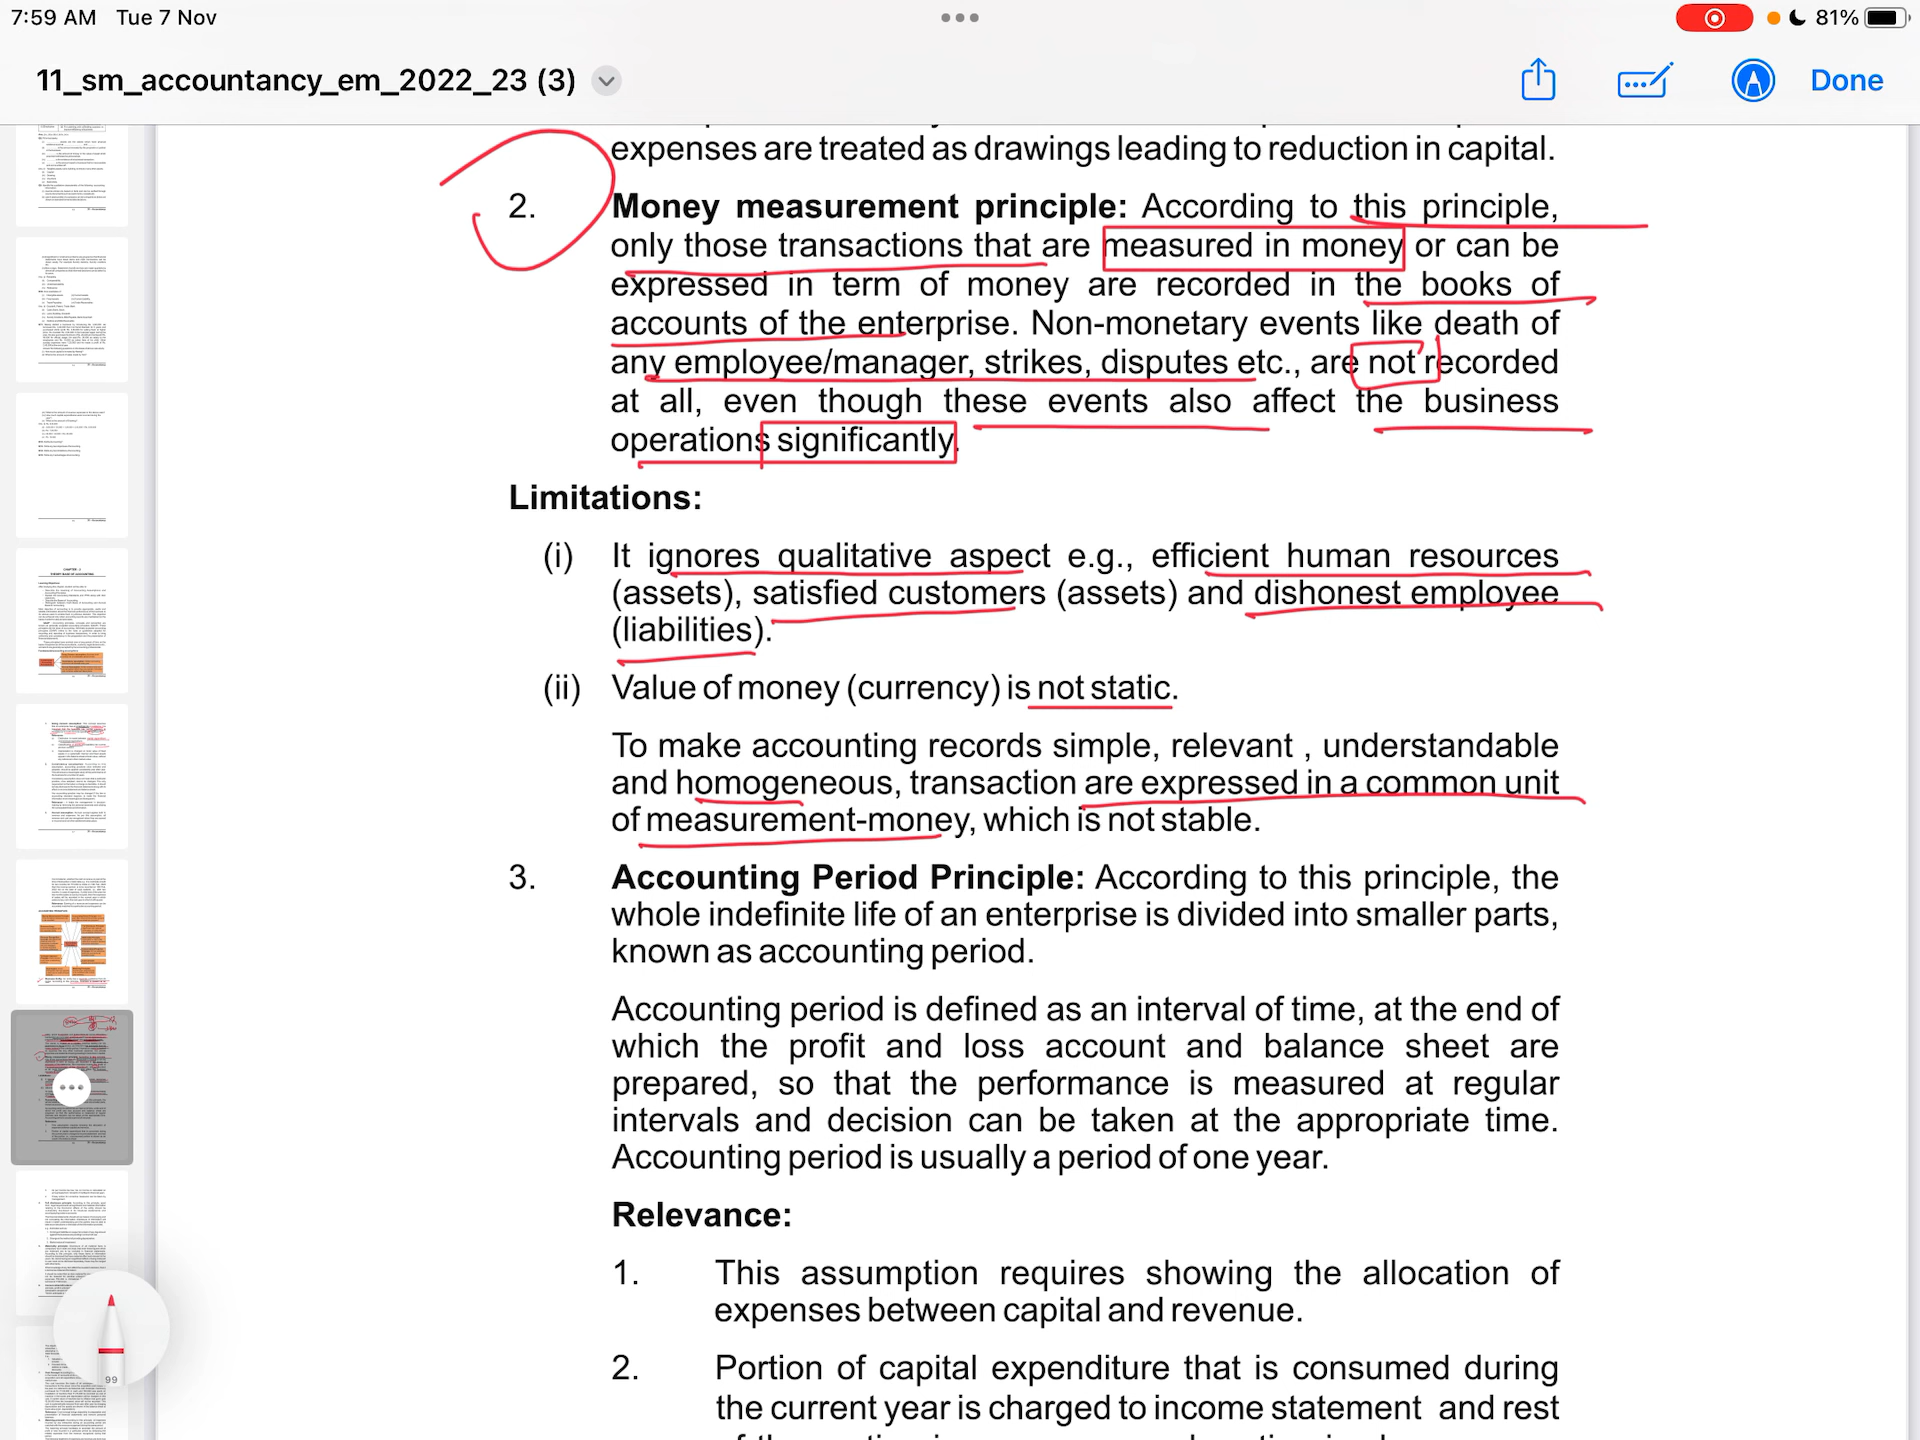 7:59 AM Tue 7 Nov
81%
11_sm_accountancy_em_2022_23 (3)
Done
expenses are treated as drawings leading to reduction in capital.
2. Money measurement principle: According to this principle,
only those transactions that are measured in money or can be
expressed in term of money are recorded in the books of
accounts of the enterprise. Non-monetary events like death of
any employee/manager, strikes, disputes etc., are not recorded
at all, even though these events also affect the business
operations significantly.
Limitations:
(i) It ignores qualitative aspect e.g., efficient human resources
(assets), satisfied customers (assets) and dishonest employee
(liabilities).
(ii) Value of money (currency) is not static.
To make accounting records simple, relevant , understandable
and homogeneous, transaction are expressed in a common unit
of measurement-money, which is not stable.
3. Accounting Period Principle: According to this principle, the
whole indefinite life of an enterprise is divided into smaller parts,
known as accounting period.
Accounting period is defined as an interval of time, at the end of
which the profit and loss account and balance sheet are
prepared, so that the performance is measured at regular
intervals and decision can be taken at the appropriate time.
Accounting period is usually a period of one year.
Relevance:
1. This assumption requires showing the allocation of
expenses between capital and revenue.
2. Portion of capital expenditure that is consumed during
the current year is charged to income statement and rest
99